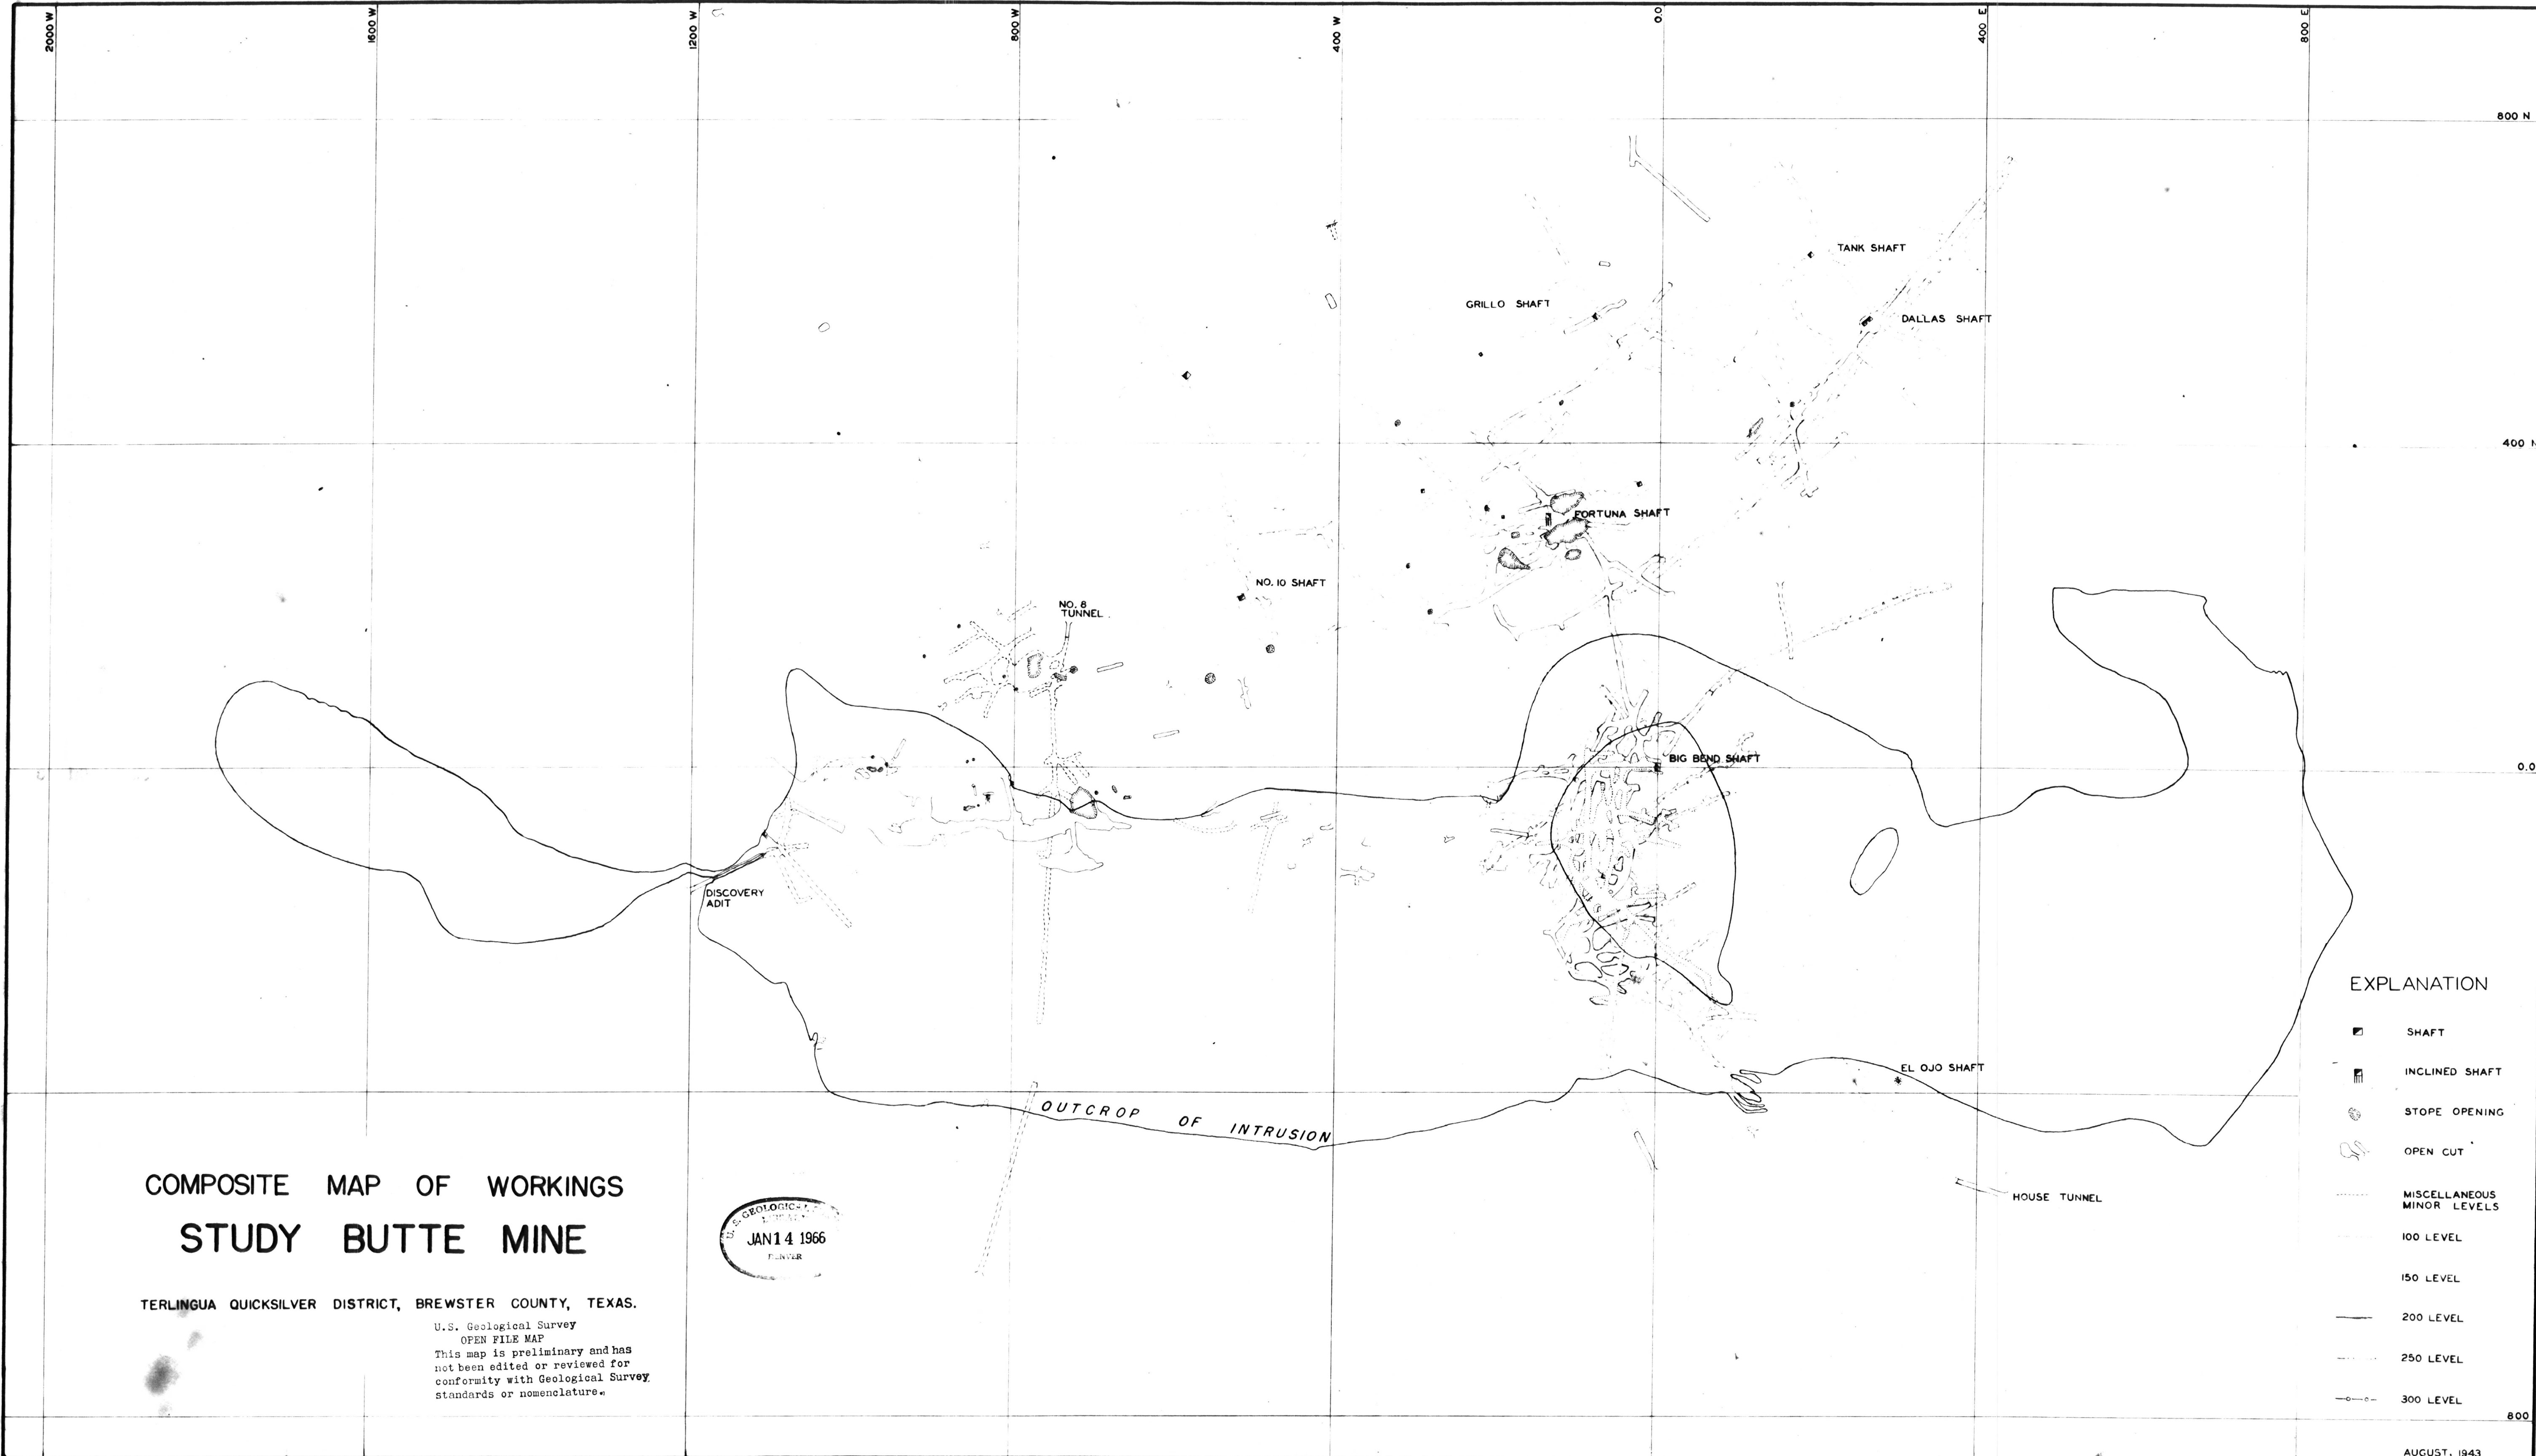 2000 W
1600 W
1200 W
800 W
400 W
0.0
400 E
800 E
800 N
TANK SHAFT
GRILLO SHAFT
DALLAS SHAFT
400 N
FORTUNA SHAFT
NO. 10 SHAFT
NO. 8
TUNNEL
BIG BEND SHAFT
0.0
DISCOVERY
ADIT
EL OJO SHAFT
OUTCROP OF INTRUSION
HOUSE TUNNEL
EXPLANATION
SHAFT
INCLINED SHAFT
STOPE OPENING
OPEN CUT
MISCELLANEOUS
MINOR LEVELS
100 LEVEL
150 LEVEL
200 LEVEL
250 LEVEL
300 LEVEL
800
AUGUST, 1943
COMPOSITE MAP OF WORKINGS
STUDY BUTTE MINE
TERLINGUA QUICKSILVER DISTRICT, BREWSTER COUNTY, TEXAS.
U.S. Geological Survey
OPEN FILE MAP
This map is preliminary and has
not been edited or reviewed for
conformity with Geological Survey
standards or nomenclature.
U. S. GEOLOGICAL
JAN 14 1966
DENVER